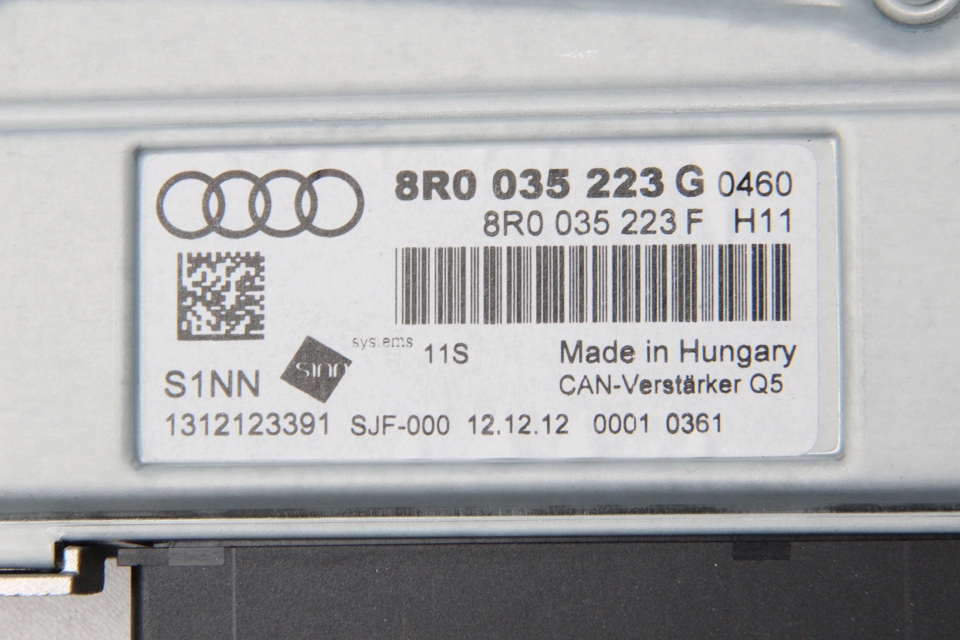 8R0 035 223 G 0460
8R0 035 223 F H11
S1NN
s1nn
systems
11S
Made in Hungary
CAN-Verstärker Q5
1312123391 SJF-000 12.12.12 0001 0361